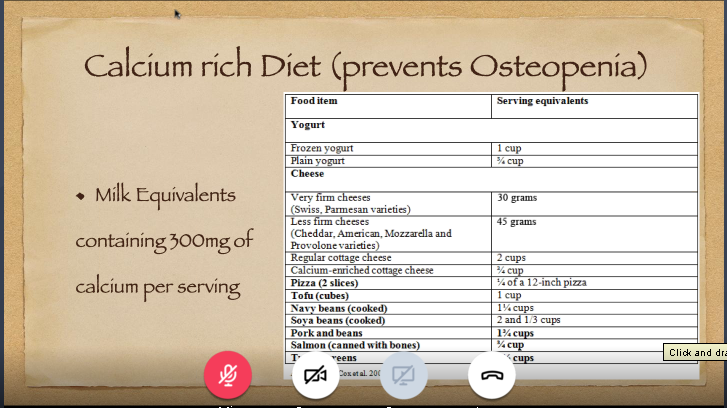 Calcium rich Diet (prevents Osteopenia)
Milk Equivalents
containing 300mg of
calcium per serving
Food item Serving equivalents
Yogurt
Frozen yogurt 1 cup
Plain yogurt ¾ cup
Cheese
Very firm cheeses 30 grams
(Swiss, Parmesan varieties)
Less firm cheeses 45 grams
(Cheddar, American, Mozzarella and
Provolone varieties)
Regular cottage cheese 2 cups
Calcium-enriched cottage cheese ¾ cup
Pizza (2 slices) ¼ of a 12-inch pizza
Tofu (cubes) 1 cup
Navy beans (cooked) 1¼ cups
Soya beans (cooked) 2 and 1/3 cups
Pork and beans 1¾ cups
Salmon (canned with bones) ¾ cup
cups
Click and